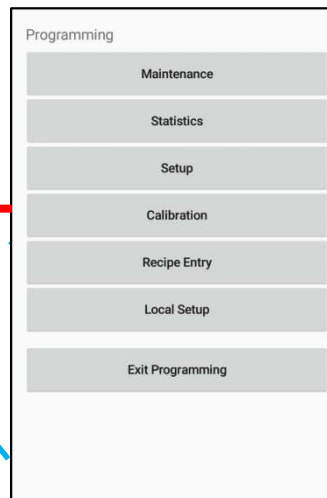 Programming
Maintenance
Statistics
Setup
Calibration
Recipe Entry
Local Setup
Exit Programming